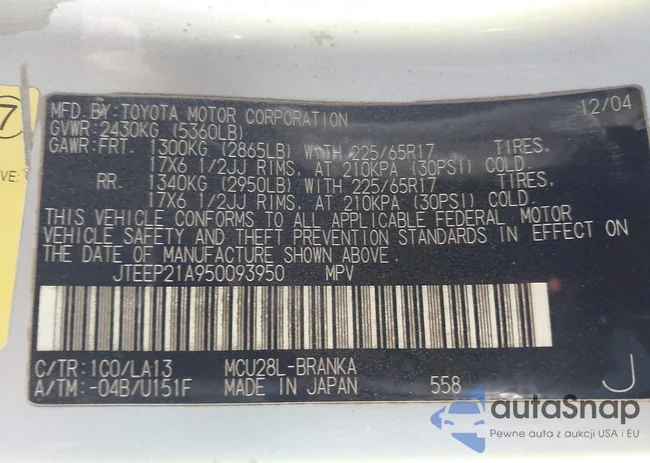 7
VE:
MFD.BY:TOYOTA MOTOR CORPORATION 12/04
GVWR:2430KG (5360LB)
GAWR:FRT. 1300KG (2865LB) WITH 225/65R17 TIRES,
17X6 1/2JJ RIMS, AT 210KPA (30PSI) COLD.
RR. 1340KG (2950LB) WITH 225/65R17 TIRES,
17X6 1/2JJ RIMS, AT 210KPA (30PSI) COLD.
THIS VEHICLE CONFORMS TO ALL APPLICABLE FEDERAL MOTOR
VEHICLE SAFETY AND THEFT PREVENTION STANDARDS IN EFFECT ON
THE DATE OF MANUFACTURE SHOWN ABOVE.
JTEEP21A950093950 MPV
C/TR:1C0/LA13 MCU28L-BRANKA
A/TM:-04B/U151F MADE IN JAPAN 558 J
autaSnap
Pewne auta z aukcji USA i EU